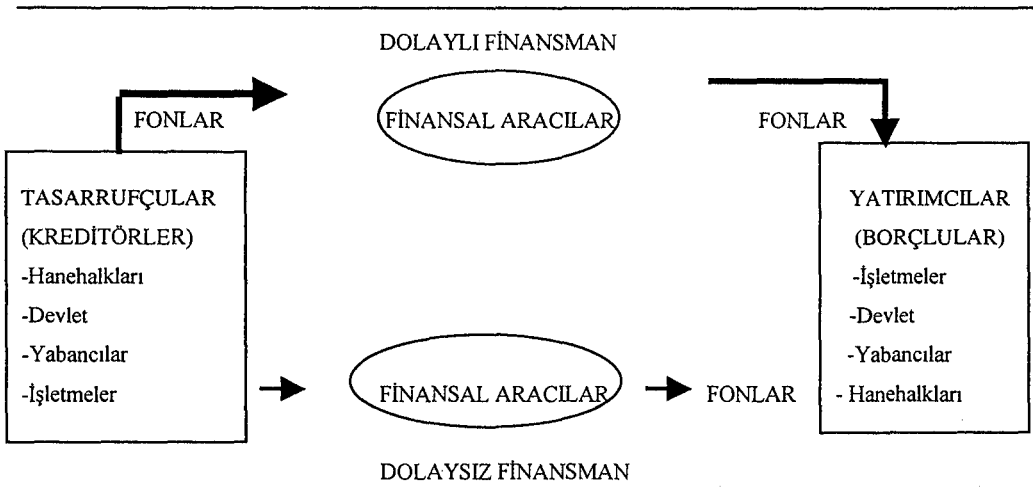 DOLAYLI FİNANSMAN
FİNANSAL ARACILAR
FONLAR
FONLAR
TASARRUFÇULAR
(KREDİTÖRLER)
-Hanehalkları
-Devlet
-Yabancılar
-İşletmeler
YATIRIMCILAR
(BORÇLULAR)
-İşletmeler
-Devlet
-Yabancılar
- Hanehalkları
FİNANSAL ARACILAR
FONLAR
DOLAYSIZ FİNANSMAN